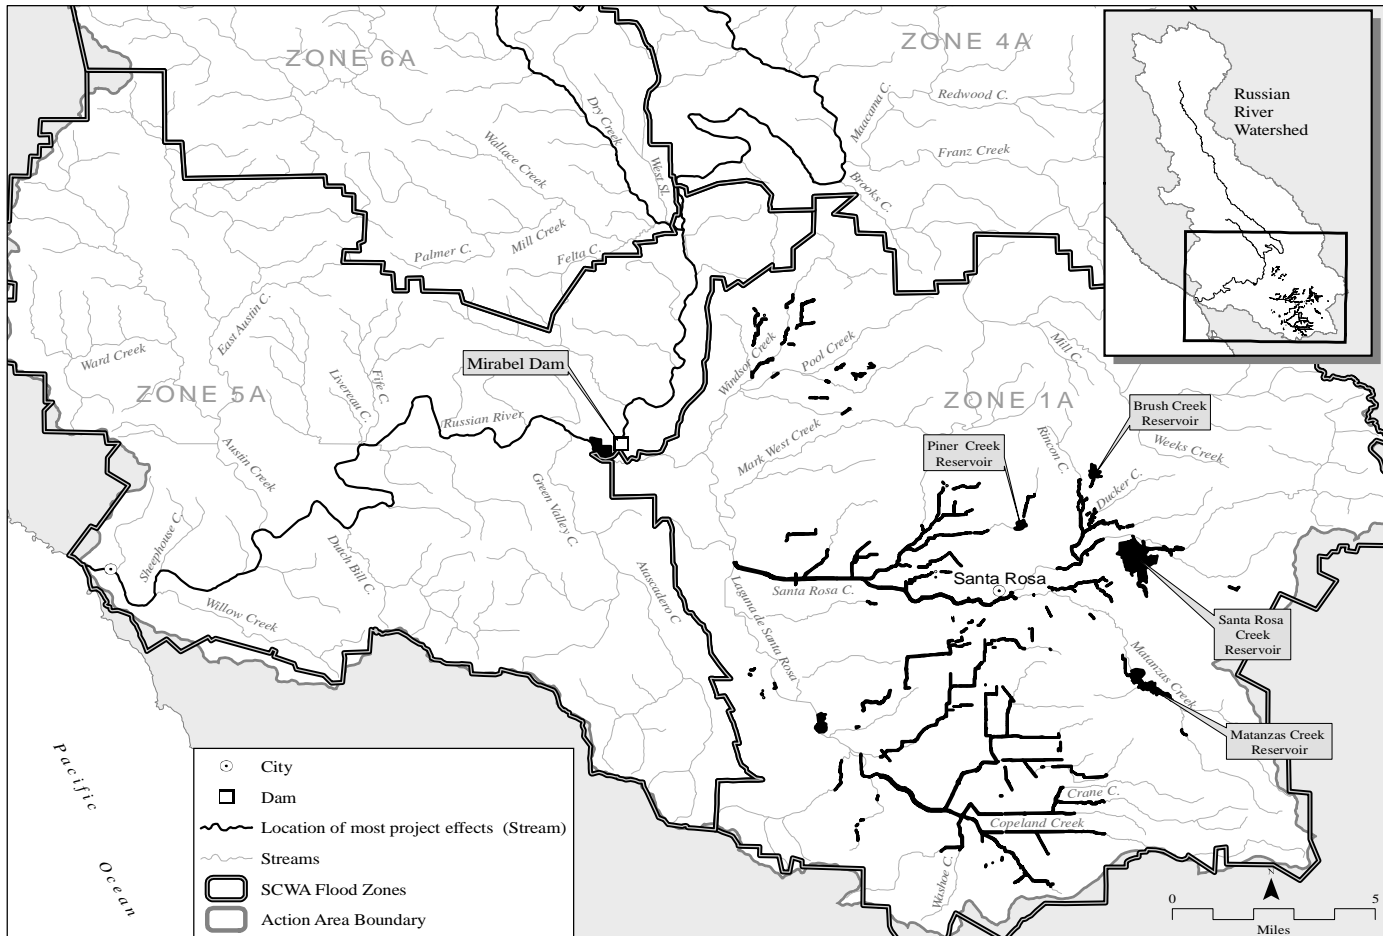 ZONE 6A
ZONE 4A
Redwood C.
Maacama C.
Franz Creek
Brooks C.
Dry Creek
West Sl.
Wallace Creek
Mill Creek
Palmer C.
Felta C.
Russian
River
Watershed
East Austin C.
Ward Creek
ZONE 5A
Livereau C.
Fife C.
Mirabel Dam
Russian River
Austin Creek
Green Valley C.
Sheephouse C.
Dutch Bill C.
Willow Creek
Atascadero C
Windsor Creek
Pool Creek
Mill C.
ZONE 1A
Mark West Creek
Rincon C.
Brush Creek
Reservoir
Weeks Creek
Piner Creek
Reservoir
Ducker C.
Santa Rosa
Santa Rosa C.
Laguna de Santa Rosa
Santa Rosa
Creek
Reservoir
Matanzas Creek
Matanzas Creek
Reservoir
Crane C.
Copeland Creek
Washoe C.
Pacific
Ocean
City
Dam
Location of most project effects (Stream)
Streams
SCWA Flood Zones
Action Area Boundary
N
0
5
Miles